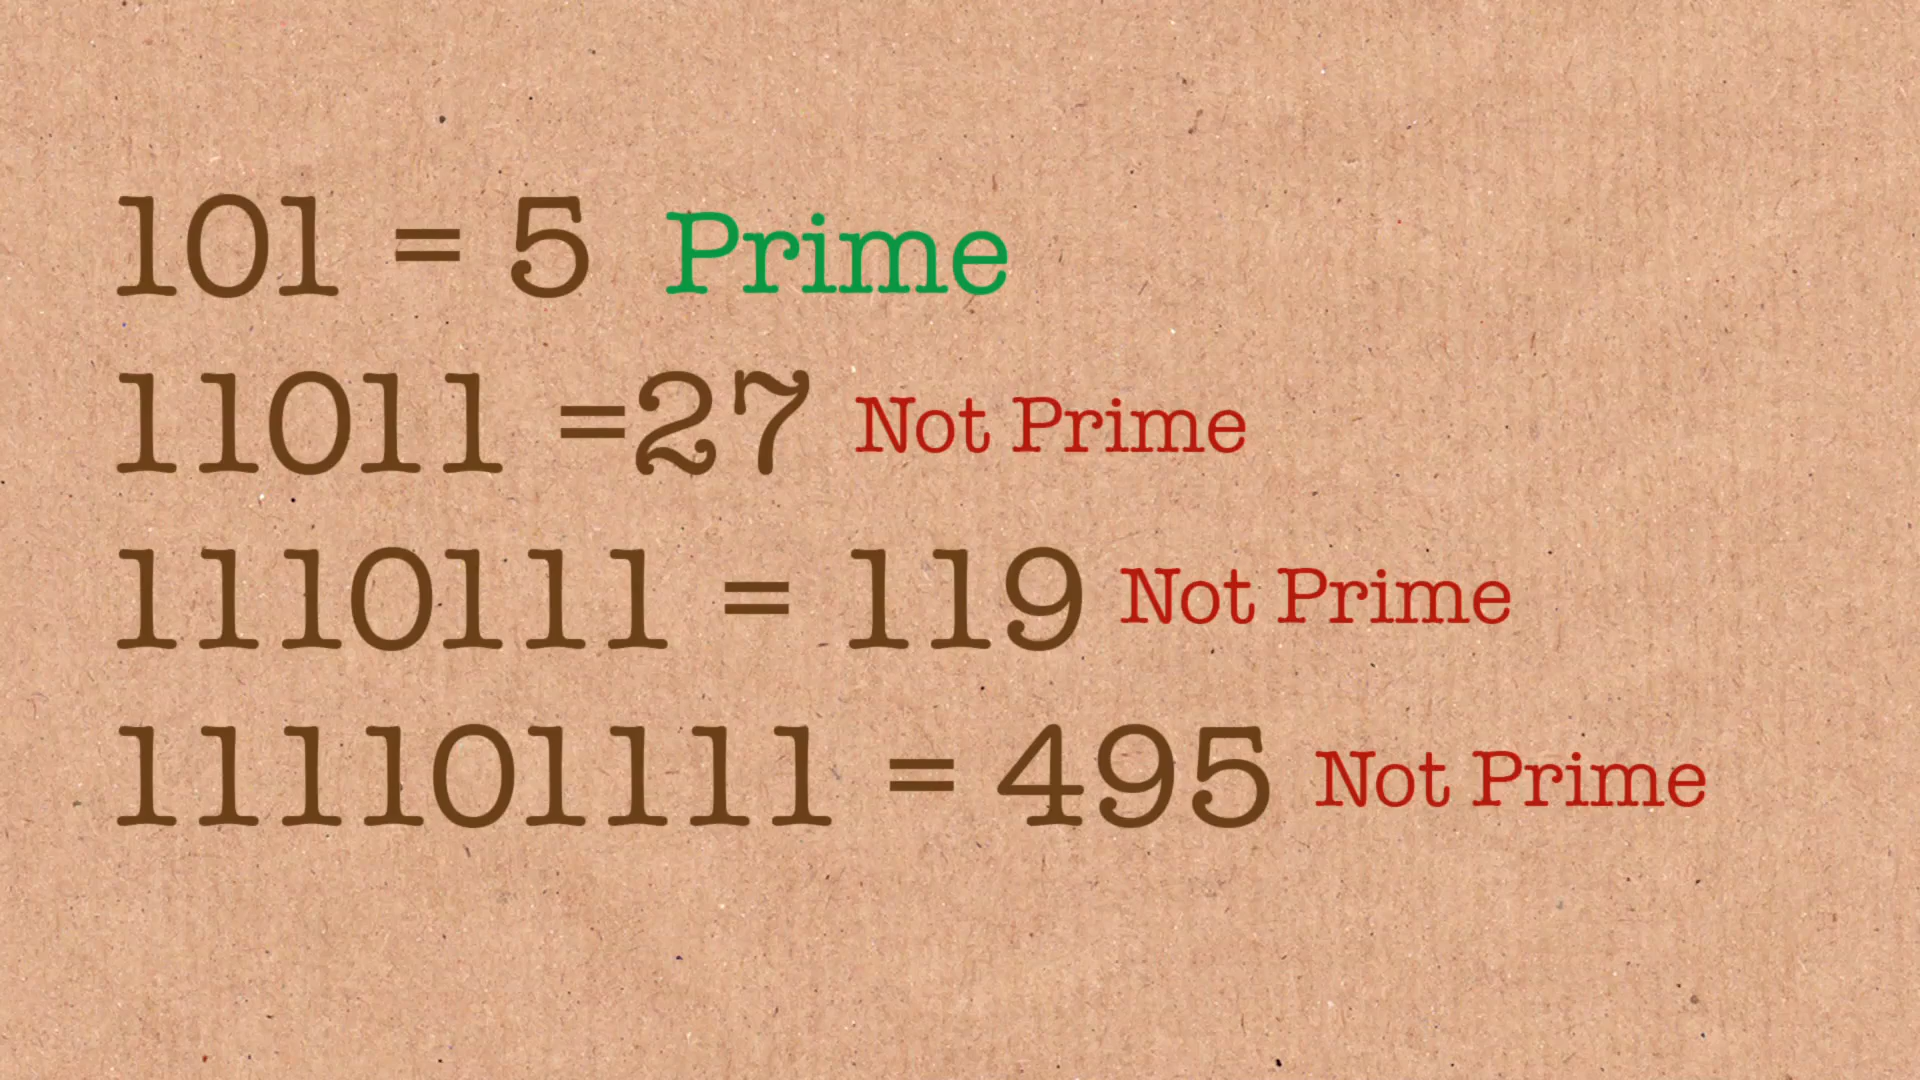 101 = 5 Prime
11011 =27 Not Prime
1110111 = 119 Not Prime
111101111 = 495 Not Prime